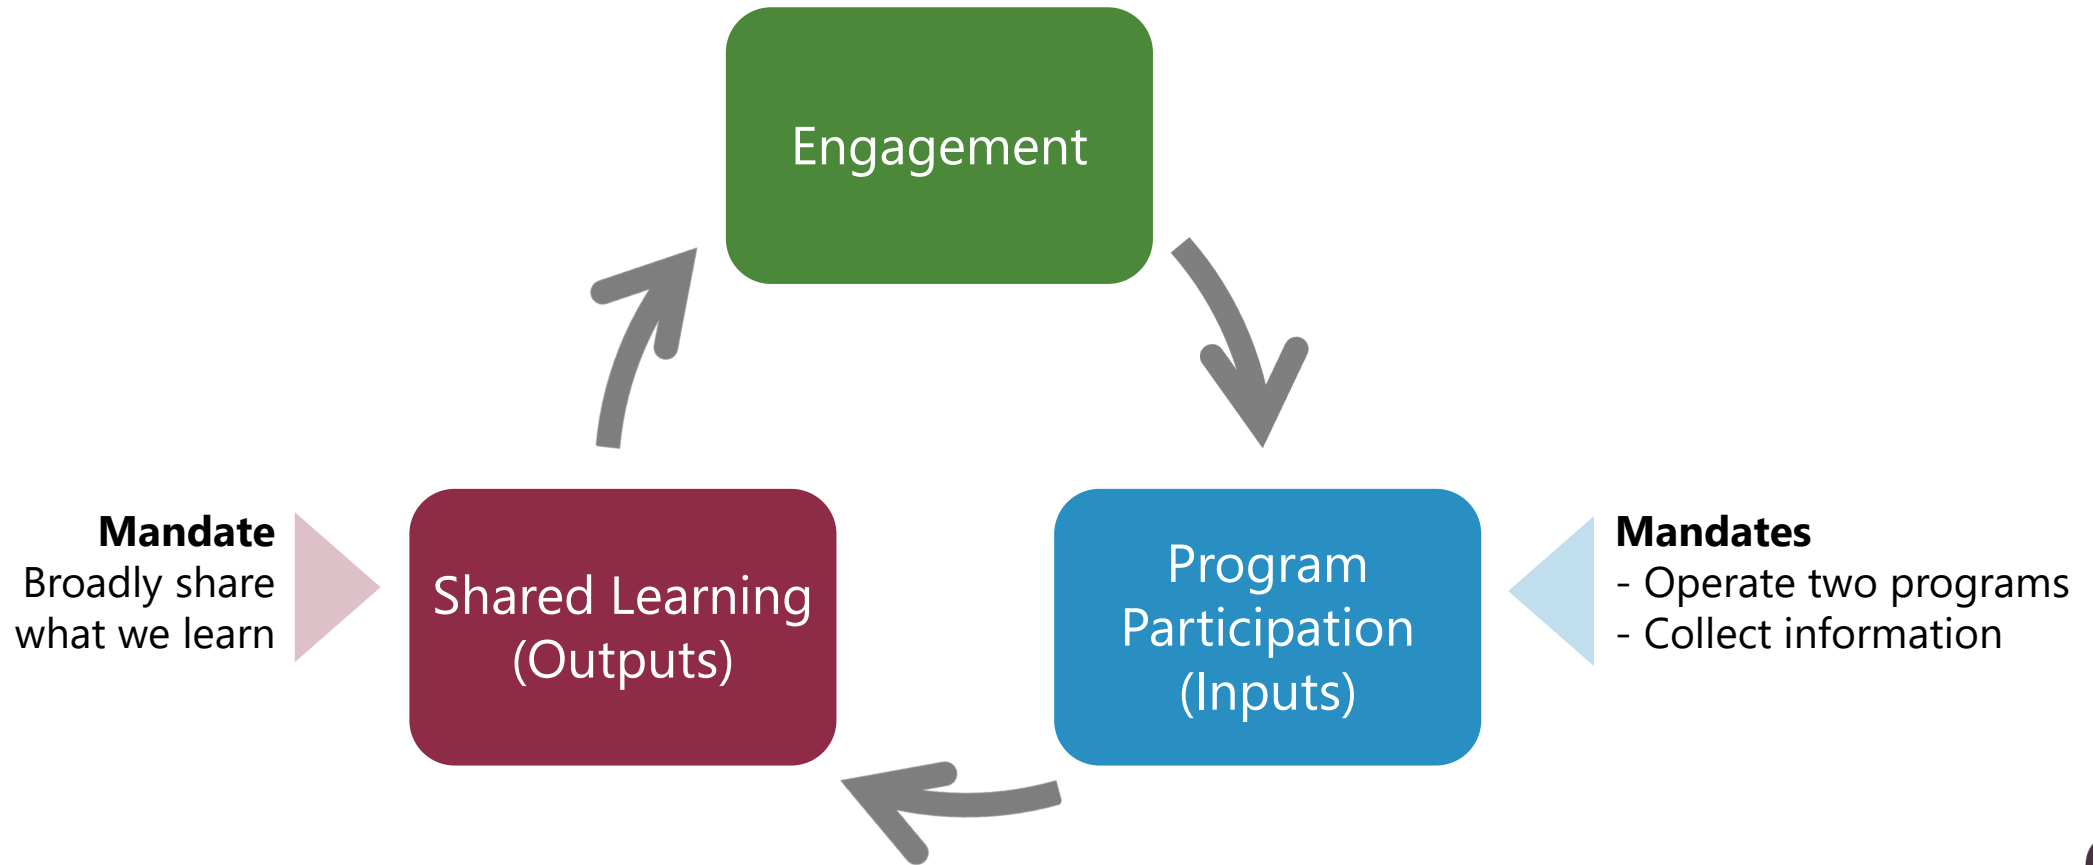 Engagement
Mandate
Broadly share
what we learn
Shared Learning
(Outputs)
Program
Participation
(Inputs)
Mandates
- Operate two programs
- Collect information